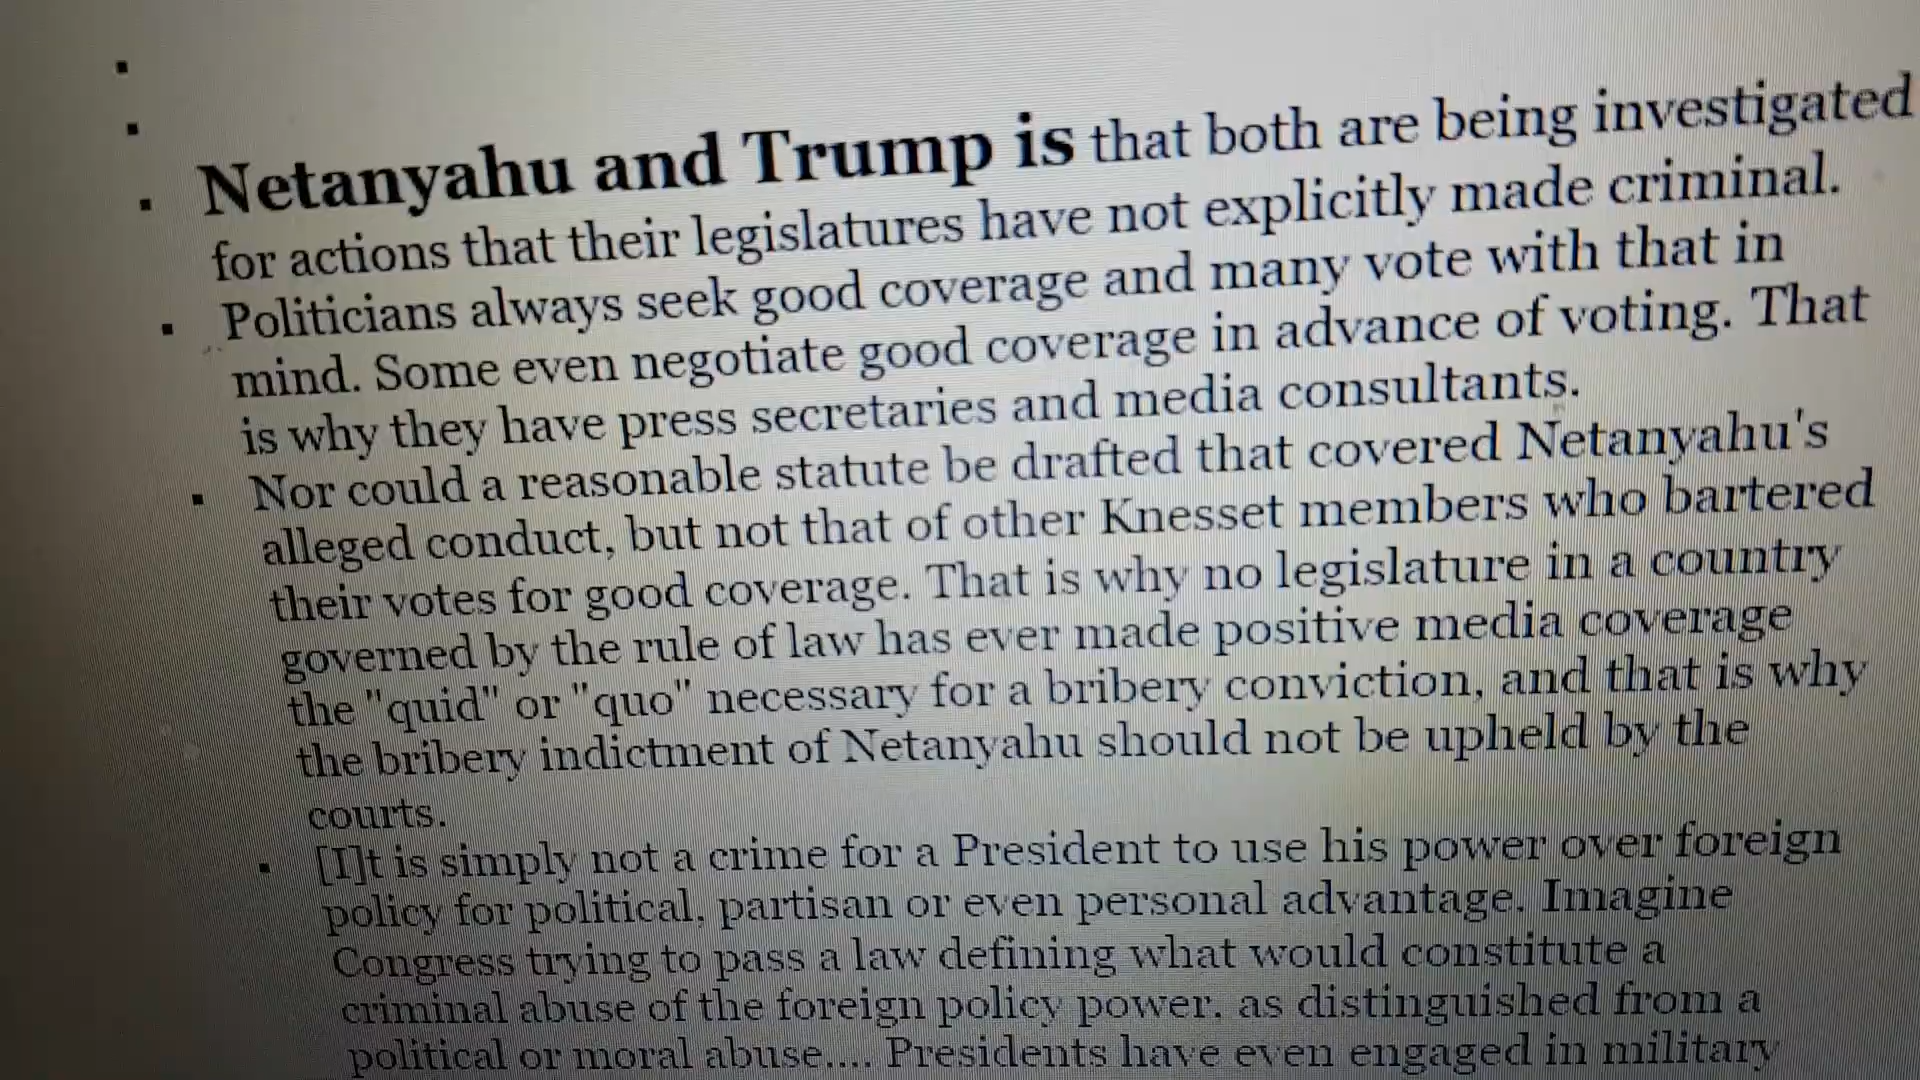 Netanyahu and Trump is that both are being investigated
for actions that their legislatures have not explicitly made criminal.
Politicians always seek good coverage and many vote with that in
mind. Some even negotiate good coverage in advance of voting. That
is why they have press secretaries and media consultants.
Nor could a reasonable statute be drafted that covered Netanyahu's
alleged conduct, but not that of other Knesset members who bartered
their votes for good coverage. That is why no legislature in a country
governed by the rule of law has ever made positive media coverage
the "quid" or "quo" necessary for a bribery conviction, and that is why
the bribery indictment of Netanyahu should not be upheld by the
courts.
[I]t is simply not a crime for a President to use his power over foreign
policy for political, partisan or even personal advantage. Imagine
Congress trying to pass a law defining what would constitute a
criminal abuse of the foreign policy power, as distinguished from a
political or moral abuse.... Presidents have even engaged in military